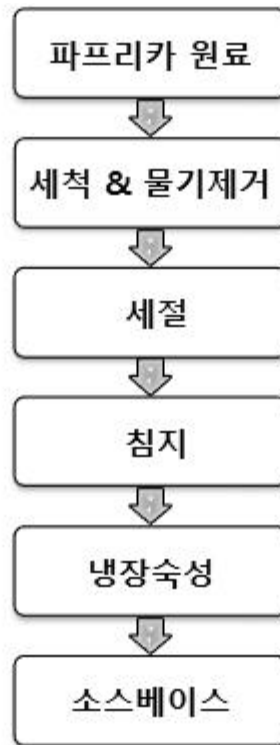 파프리카 원료
세척 & 물기제거
세절
침지
냉장숙성
소스베이스